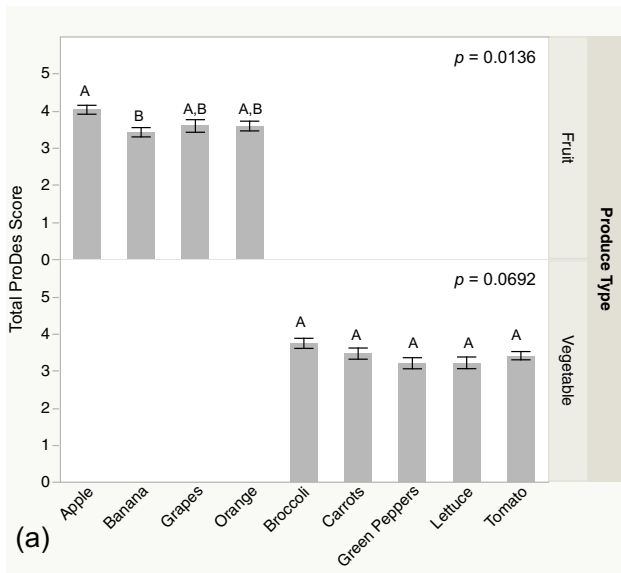 p = 0.0136
5
4
3
2
1
0
A
B
A,B
A,B
Fruit
p = 0.0692
5
4
3
2
1
0
A
A
A
A
A
Vegetable
Produce Type
Total ProDes Score
Apple
Banana
Grapes
Orange
Broccoli
Carrots
Green Peppers
Lettuce
Tomato
(a)